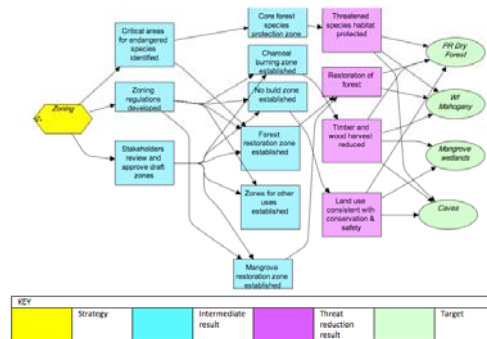 Zoning
Critical areas
for endangered
species
identified
Zoning
regulations
developed
Stakeholders
review and
approve draft
zones
Core forest
species
protection zone
Charcoal
burning zone
established
No build zone
established
Forest
restoration zone
established
Zones for other
uses established
Mangrove
restoration zone
established
Threatened
species habitat
protected
Restoration of
forest
Timber and
wood harvest
reduced
Land use
consistent with
conservation &
safety
PR Dry
Forest
WI
Mahogany
Mangrove
wetlands
Caves
KEY
Strategy
Intermediate
result
Threat
reduction
result
Target